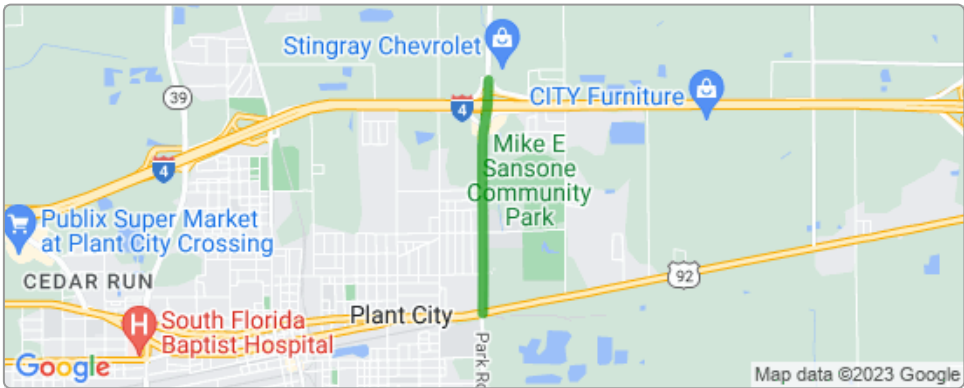 Stingray Chevrolet
39
4
CITY Furniture
Mike E
Sansone
Community
Park
4
Publix Super Market
at Plant City Crossing
CEDAR RUN
92
Plant City
H
South Florida
Baptist Hospital
Park
Google
Map data ©2023 Google